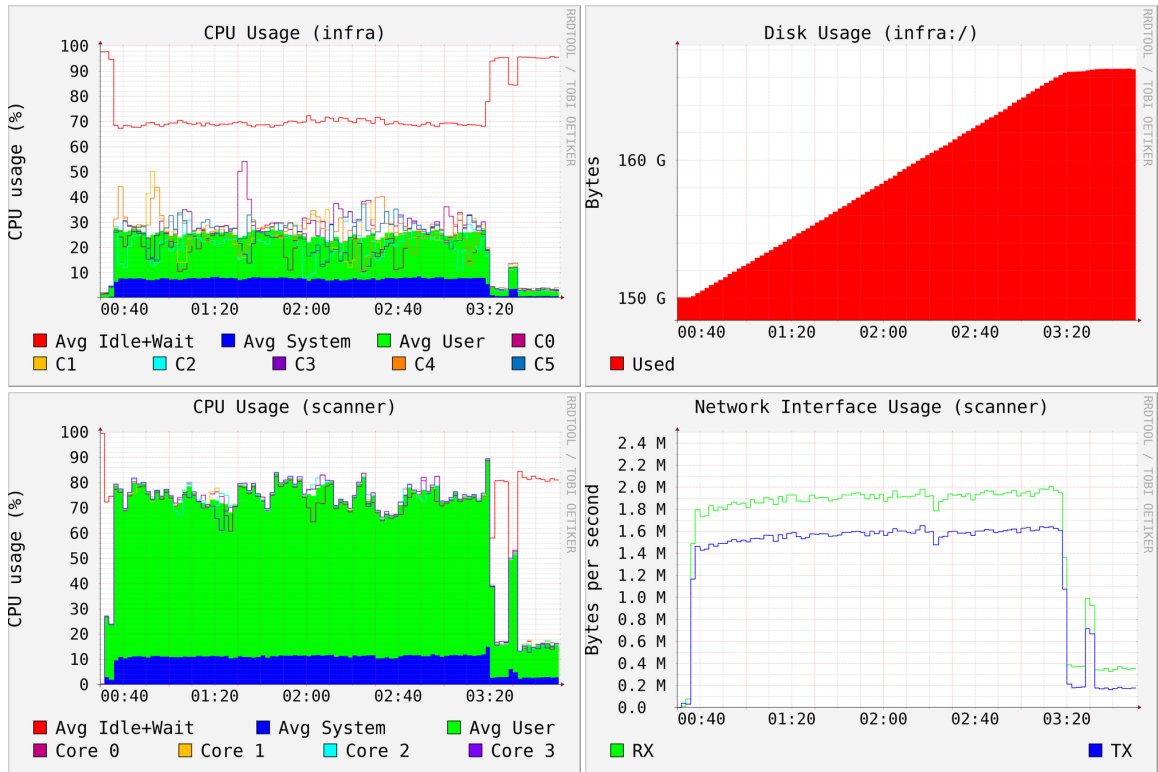 CPU Usage (infra)
RRDTOOL / TOBI OETIKER
CPU usage (%)
100
90
80
70
60
50
40
30
20
10
00:40 01:20 02:00 02:40 03:20
Avg Idle+Wait Avg System Avg User C0
C1 C2 C3 C4 C5
Disk Usage (infra:/)
RRDTOOL / TOBI OETIKER
Bytes
160 G
150 G
00:40 01:20 02:00 02:40 03:20
Used
CPU Usage (scanner)
RRDTOOL / TOBI OETIKER
CPU usage (%)
100
90
80
70
60
50
40
30
20
10
0
00:40 01:20 02:00 02:40 03:20
Avg Idle+Wait Avg System Avg User
Core 0 Core 1 Core 2 Core 3
Network Interface Usage (scanner)
RRDTOOL / TOBI OETIKER
Bytes per second
2.4 M
2.2 M
2.0 M
1.8 M
1.6 M
1.4 M
1.2 M
1.0 M
0.8 M
0.6 M
0.4 M
0.2 M
0.0
00:40 01:20 02:00 02:40 03:20
RX TX